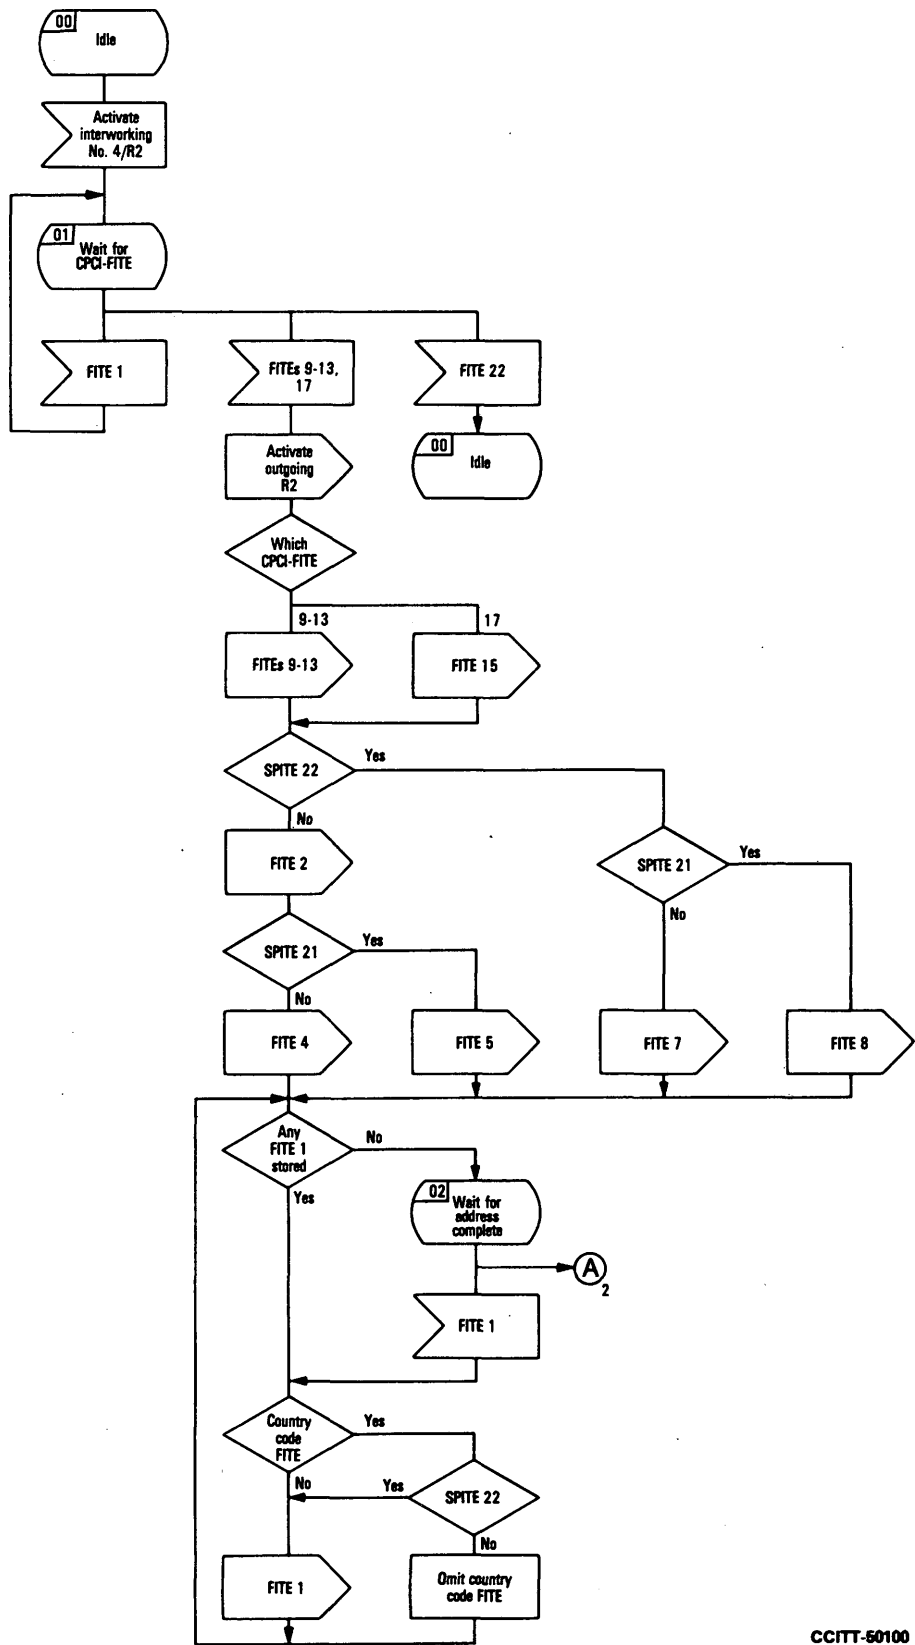 00
Idle
Activate
interworking
No. 4/R2
01
Wait for
CPCI-FITE
FITE 1
FITEs 9-13,
17
FITE 22
Activate
outgoing
R2
00
Idle
Which
CPCI-FITE
9-13
17
FITEs 9-13
FITE 15
SPITE 22
Yes
No
FITE 2
SPITE 21
Yes
No
SPITE 21
Yes
No
FITE 4
FITE 5
FITE 7
FITE 8
Any
FITE 1
stored
No
Yes
02
Wait for
address
complete
A
2
FITE 1
Country
code
FITE
Yes
No
Yes
SPITE 22
No
FITE 1
Omit country
code FITE
CCITT-50100